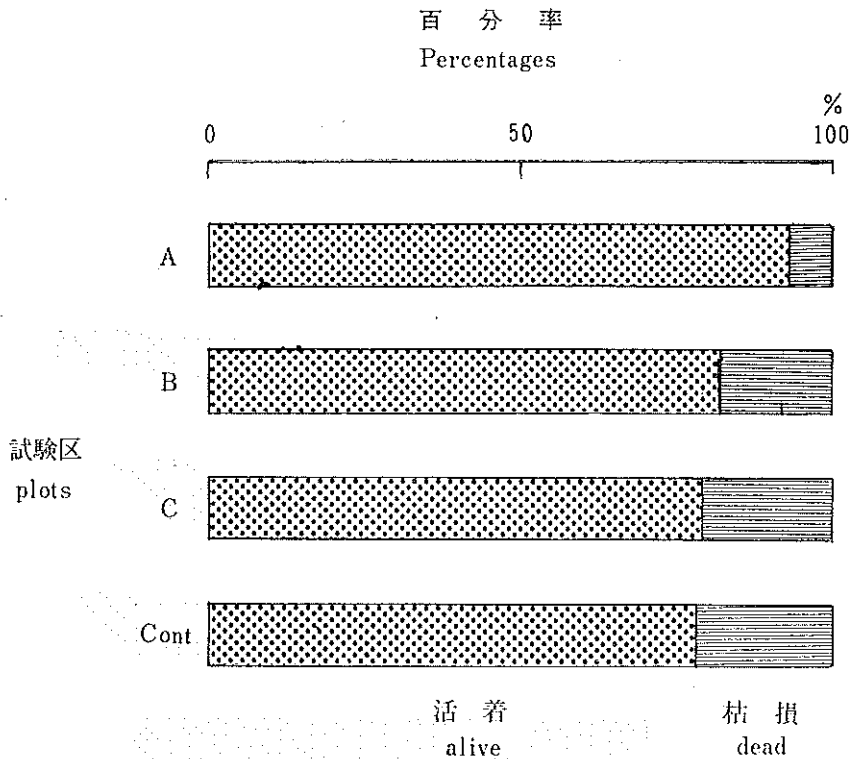 百分率
Percentages
%
0 50 100
A
B
試験区
plots
C
Cont
活着 枯損
alive dead